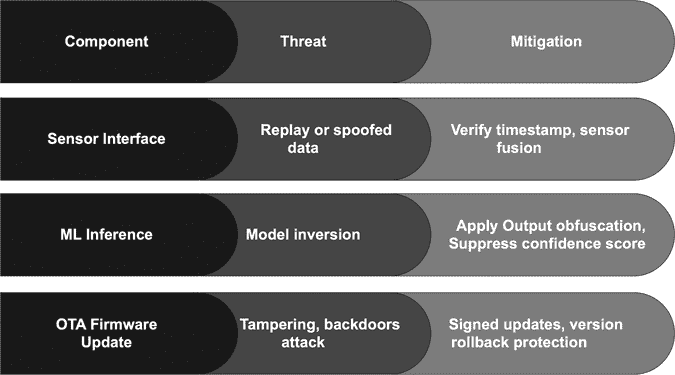 Component
Threat
Mitigation
Sensor Interface
Replay or spoofed
data
Verify timestamp, sensor
fusion
ML Inference
Model inversion
Apply Output obfuscation,
Suppress confidence score
OTA Firmware
Update
Tampering, backdoors
attack
Signed updates, version
rollback protection